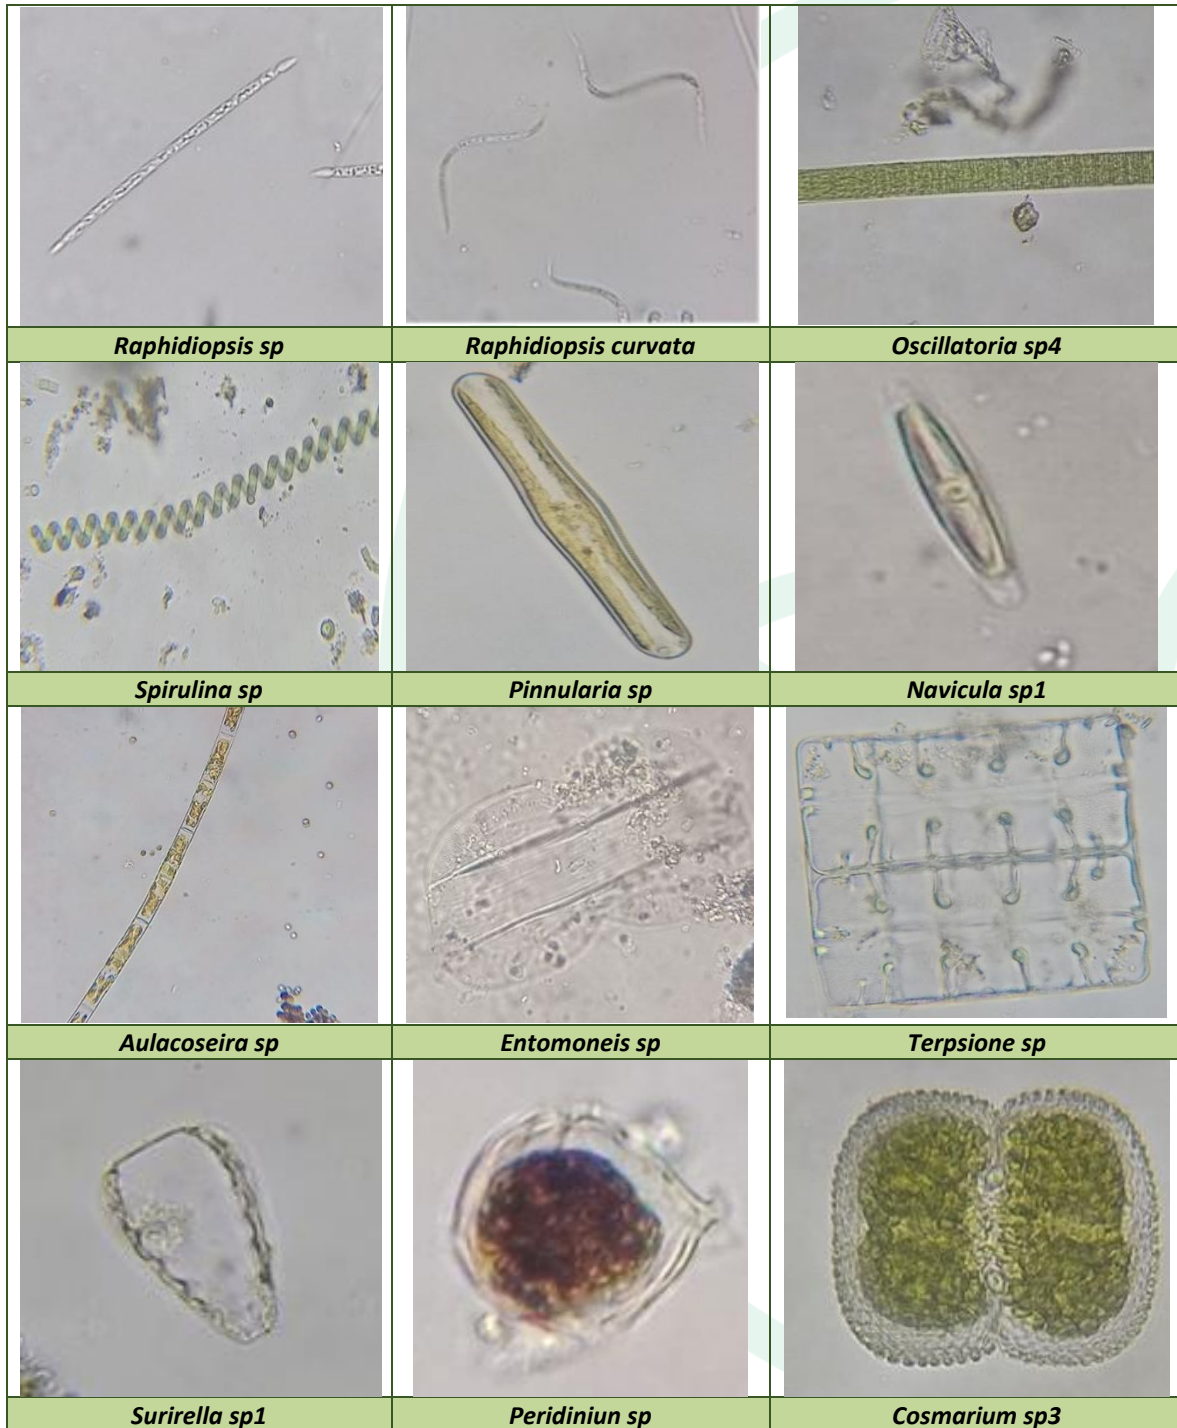 Raphidiopsis sp
Raphidiopsis curvata
Oscillatoria sp4
Spirulina sp
Pinnularia sp
Navicula sp1
Aulacoseira sp
Entomoneis sp
Terpsione sp
Surirella sp1
Peridiniun sp
Cosmarium sp3